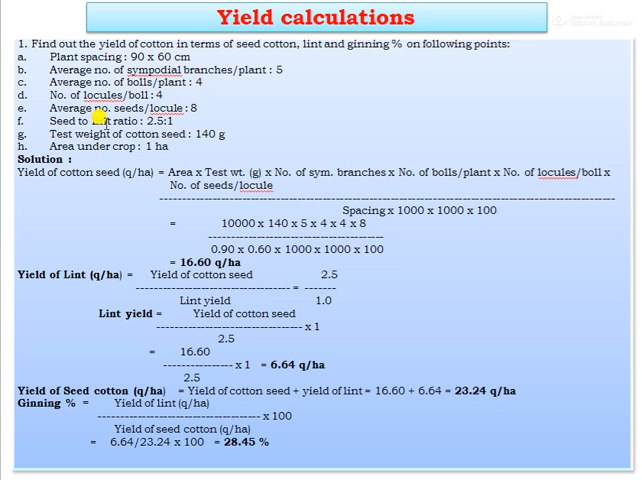 Yield calculations
1. Find out the yield of cotton in terms of seed cotton, lint and ginning % on following points:
a. Plant spacing : 90 x 60 cm
b. Average no. of sympodial branches/plant : 5
c. Average no. of bolls/plant : 4
d. No. of locules/boll : 4
e. Average no. seeds/locule : 8
f. Seed to lint ratio : 2.5:1
g. Test weight of cotton seed : 140 g
h. Area under crop : 1 ha
Solution :
Yield of cotton seed (q/ha) = Area x Test wt. (g) x No. of sym. branches x No. of bolls/plant x No. of locules/boll x
No. of seeds/locule
Spacing x 1000 x 1000 x 100
= 10000 x 140 x 5 x 4 x 4 x 8
0.90 x 0.60 x 1000 x 1000 x 100
= 16.60 q/ha
Yield of Lint (q/ha) = Yield of cotton seed 2.5
=
Lint yield 1.0
Lint yield = Yield of cotton seed
x 1
2.5
= 16.60
x 1 = 6.64 q/ha
2.5
Yield of Seed cotton (q/ha) = Yield of cotton seed + yield of lint = 16.60 + 6.64 = 23.24 q/ha
Ginning % = Yield of lint (q/ha)
x 100
Yield of seed cotton (q/ha)
= 6.64/23.24 x 100 = 28.45 %